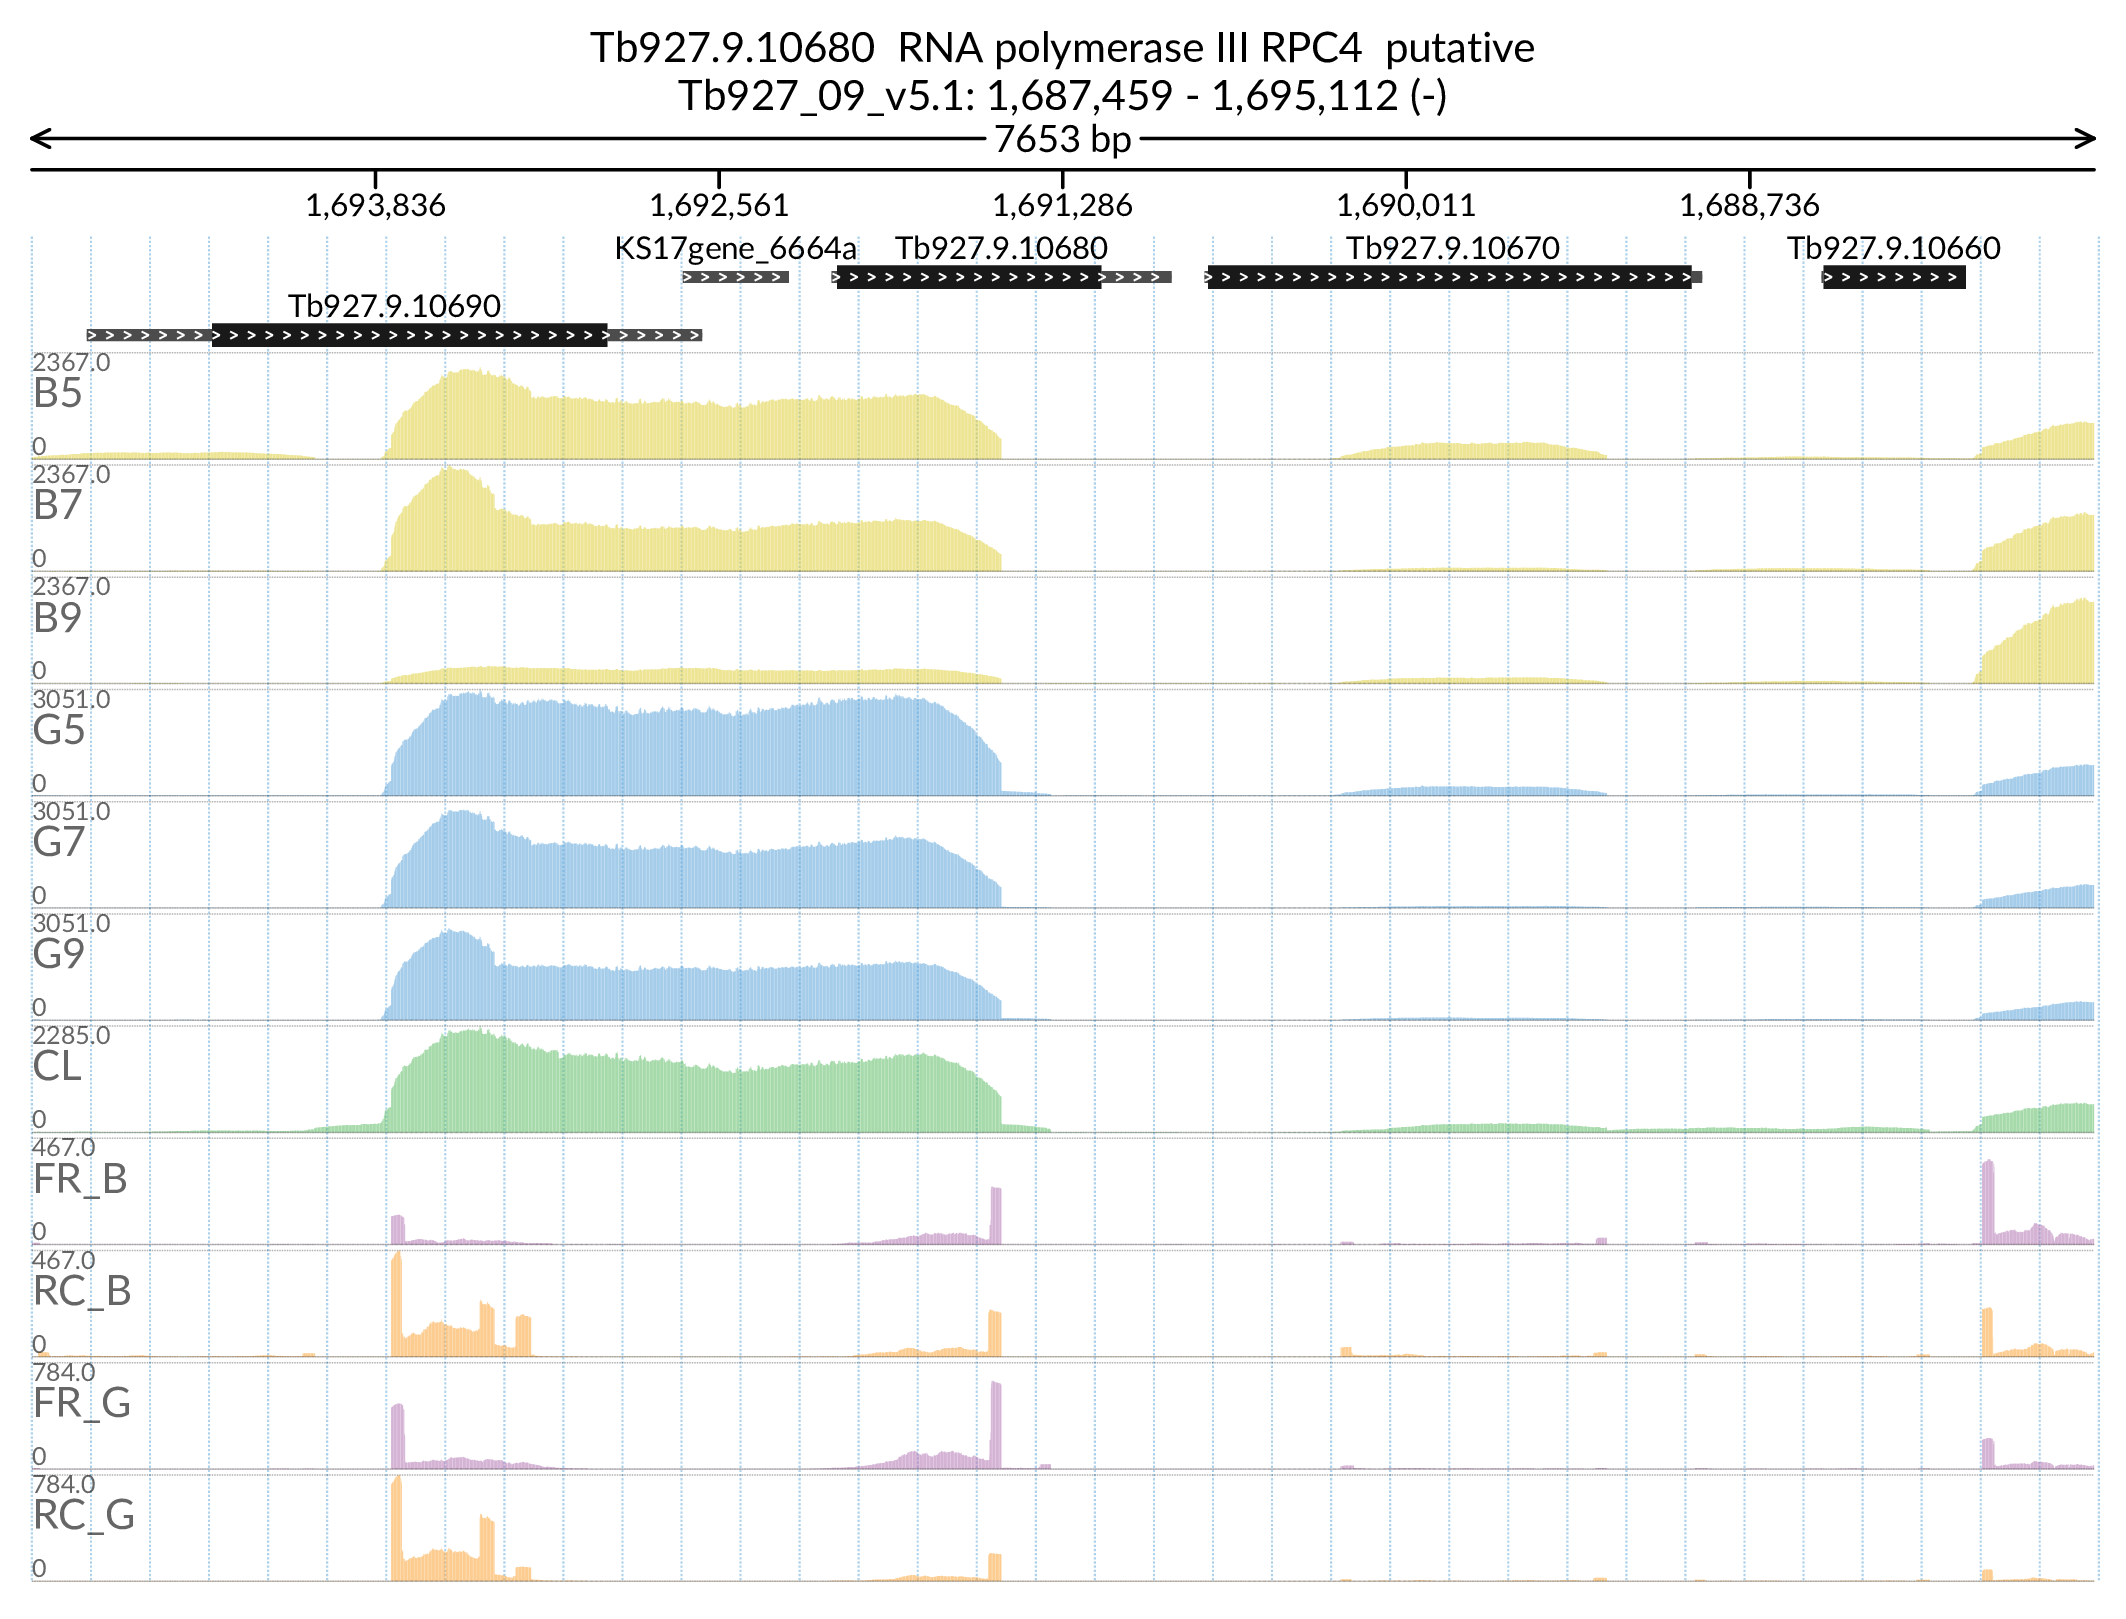 Tb927.9.10680  RNA polymerase III RPC4  putative
Tb927_09_v5.1: 1,687,459 - 1,695,112 (-)
7653 bp
1,693,836 1,692,561 1,691,286 1,690,011 1,688,736
KS17gene_6664a Tb927.9.10680 Tb927.9.10670 Tb927.9.10660
Tb927.9.10690
2367.0
B5
0
2367.0
B7
0
2367.0
B9
0
3051.0
G5
0
3051.0
G7
0
3051.0
G9
0
2285.0
CL
0
467.0
FR_B
0
467.0
RC_B
0
784.0
FR_G
0
784.0
RC_G
0